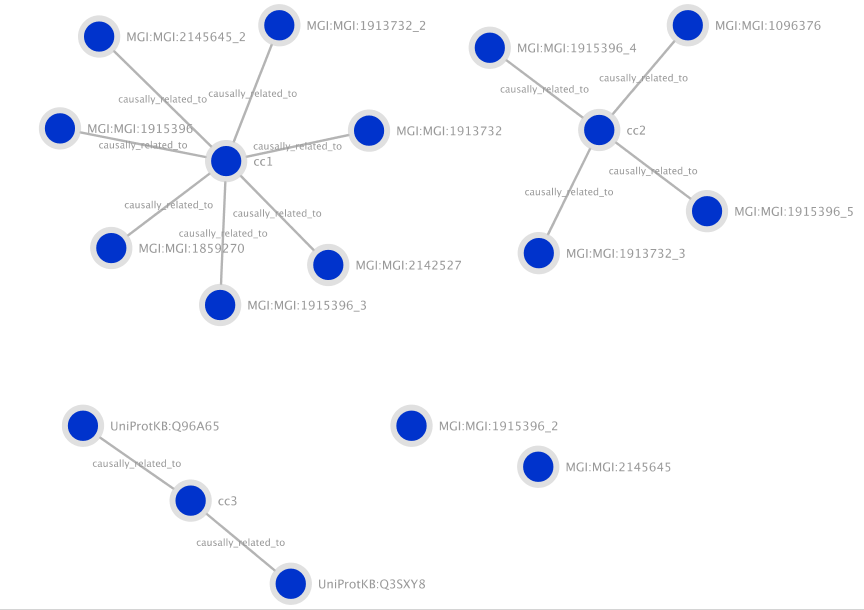 MGI:MGI:2145645_2
MGI:MGI:1913732_2
causally_related_to
causally_related_to
MGI:MGI:1915396
MGI:MGI:1913732
causally_related_to
causally_related_to
cc1
causally_related_to
causally_related_to
causally_related_to
MGI:MGI:1859270
MGI:MGI:2142527
MGI:MGI:1915396_3
MGI:MGI:1915396_4
MGI:MGI:1096376
causally_related_to
causally_related_to
cc2
causally_related_to
causally_related_to
MGI:MGI:1915396_5
MGI:MGI:1913732_3
UniProtKB:Q96A65
causally_related_to
cc3
causally_related_to
UniProtKB:Q3SXY8
MGI:MGI:1915396_2
MGI:MGI:2145645